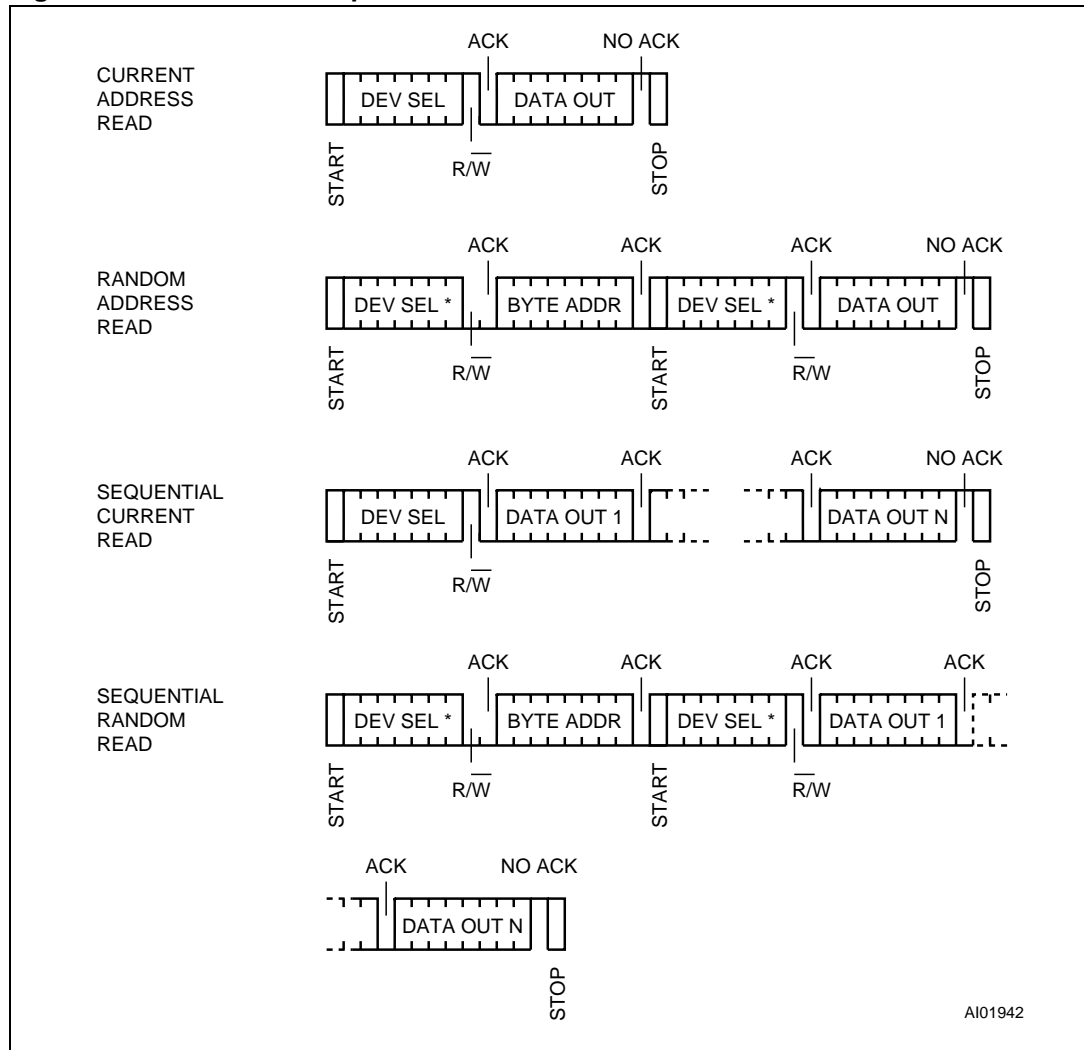 ACK NO ACK
CURRENT
ADDRESS
READ
DEV SEL DATA OUT
START R/W̅ STOP
ACK ACK ACK NO ACK
RANDOM
ADDRESS
READ
DEV SEL * BYTE ADDR DEV SEL * DATA OUT
START R/W̅ START R̅/W STOP
ACK ACK ACK NO ACK
SEQUENTIAL
CURRENT
READ
DEV SEL DATA OUT 1 DATA OUT N
START R/W̅ STOP
ACK ACK ACK ACK
SEQUENTIAL
RANDOM
READ
DEV SEL * BYTE ADDR DEV SEL * DATA OUT 1
START R/W̅ START R̅/W
ACK NO ACK
DATA OUT N
STOP
AI01942